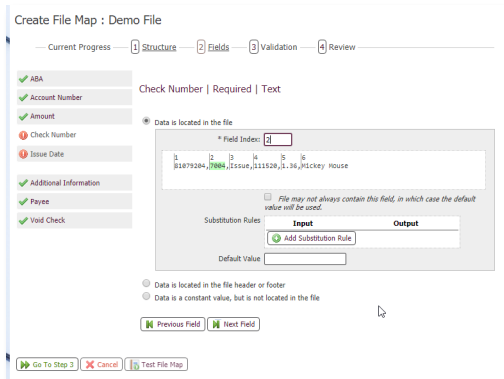 Create File Map : Demo File
Current Progress 1 Structure 2 Fields 3 Validation 4 Review
ABA
Account Number
Amount
Check Number
Issue Date
Additional Information
Payee
Void Check
Check Number | Required | Text
Data is located in the file
* Field Index: 2
1 2 3 4 5 6
81079204,7004,Issue,111520,1.36,Mickey Mouse
File may not always contain this field, in which case the default
value will be used.
Substitution Rules Input Output
Add Substitution Rule
Default Value
Data is located in the file header or footer
Data is a constant value, but is not located in the file
Previous Field Next Field
Go To Step 3 Cancel Test File Map